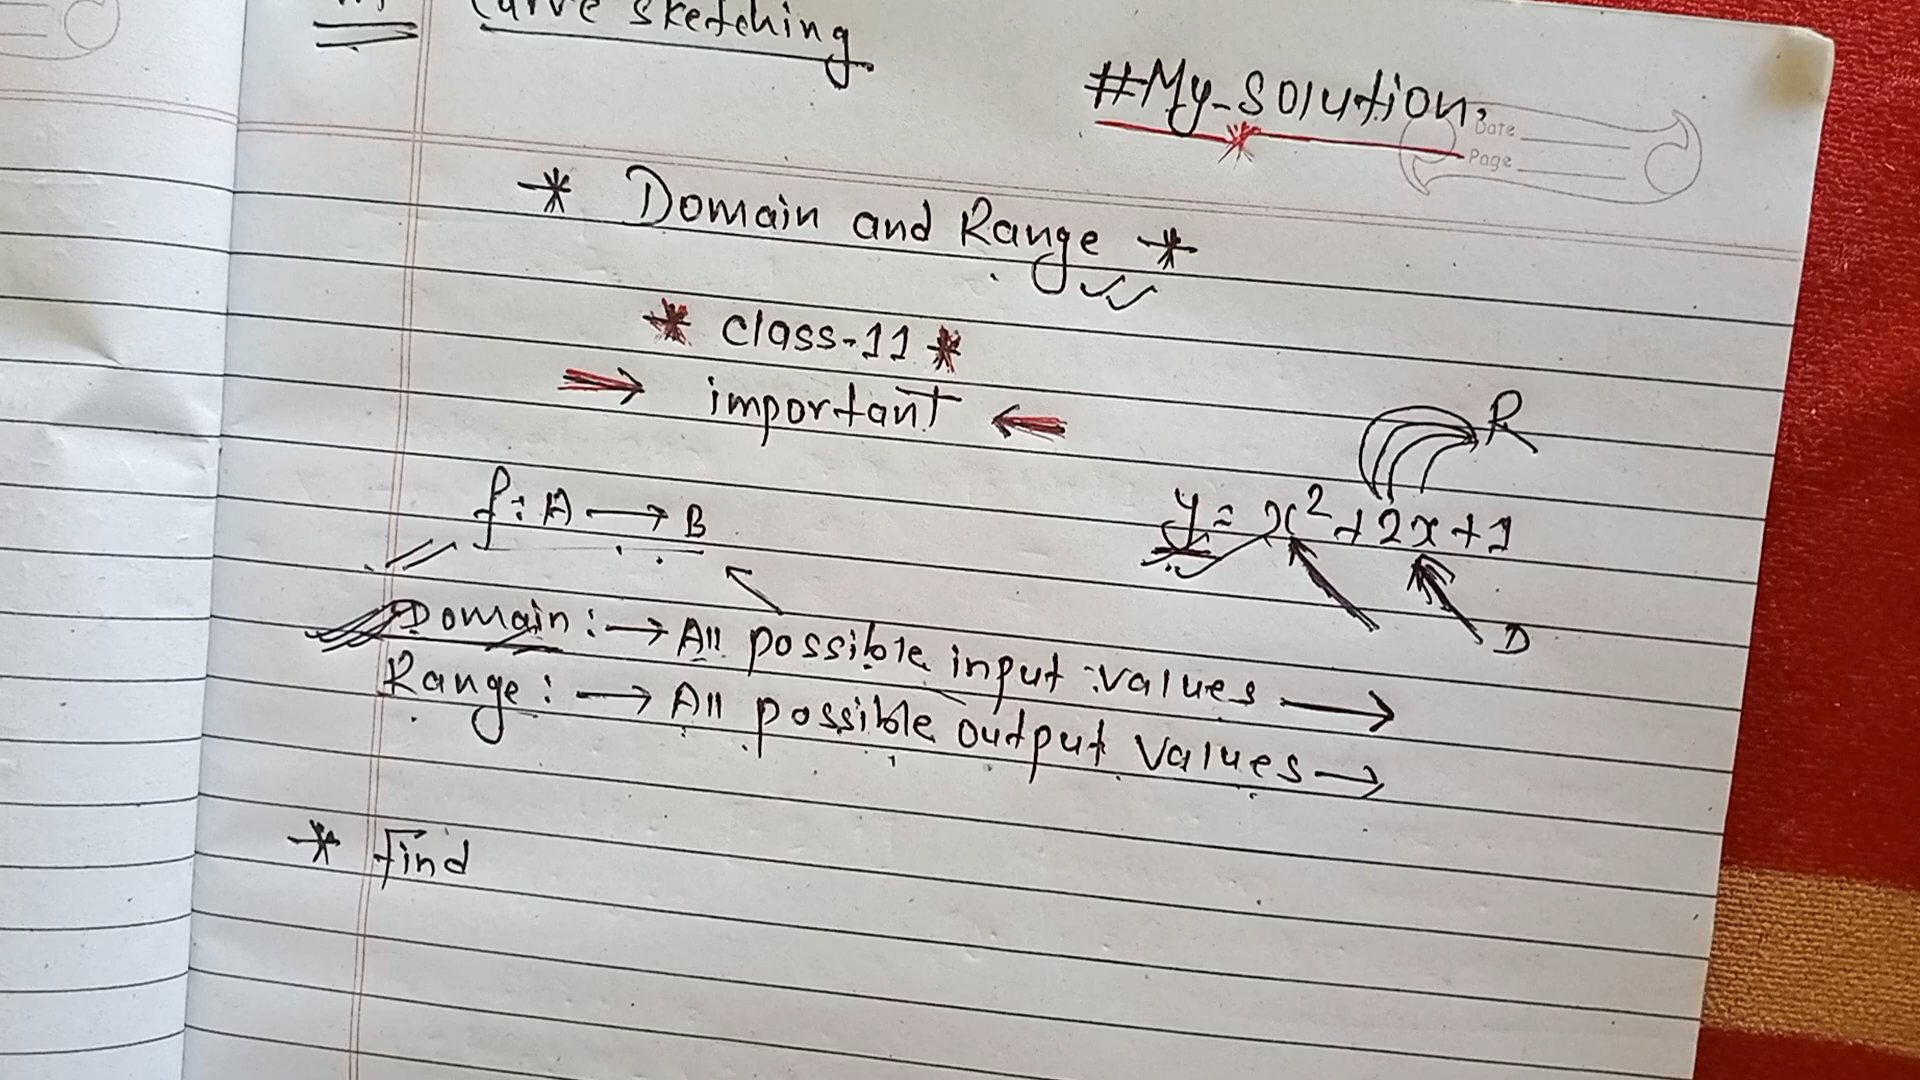 Curve sketching
#My-Solution.
Date
Page
* Domain and Range *
* class-11 *
→ important ←
R
f: A → B
y = x² + 2x + 1
D
Domain : → All possible input values →
Range : → All possible output values →
* Find